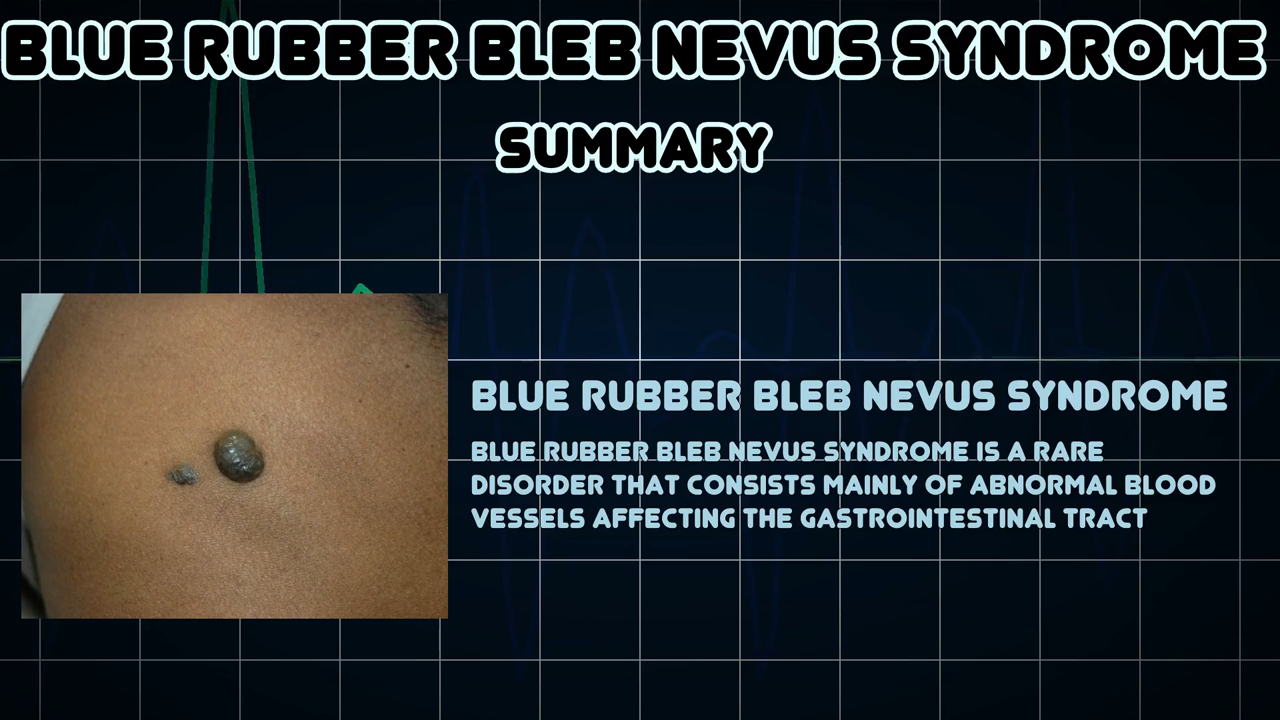 BLUE RUBBER BLEB NEVUS SYNDROME
SUMMARY
BLUE RUBBER BLEB NEVUS SYNDROME
BLUE RUBBER BLEB NEVUS SYNDROME IS A RARE
DISORDER THAT CONSISTS MAINLY OF ABNORMAL BLOOD
VESSELS AFFECTING THE GASTROINTESTINAL TRACT